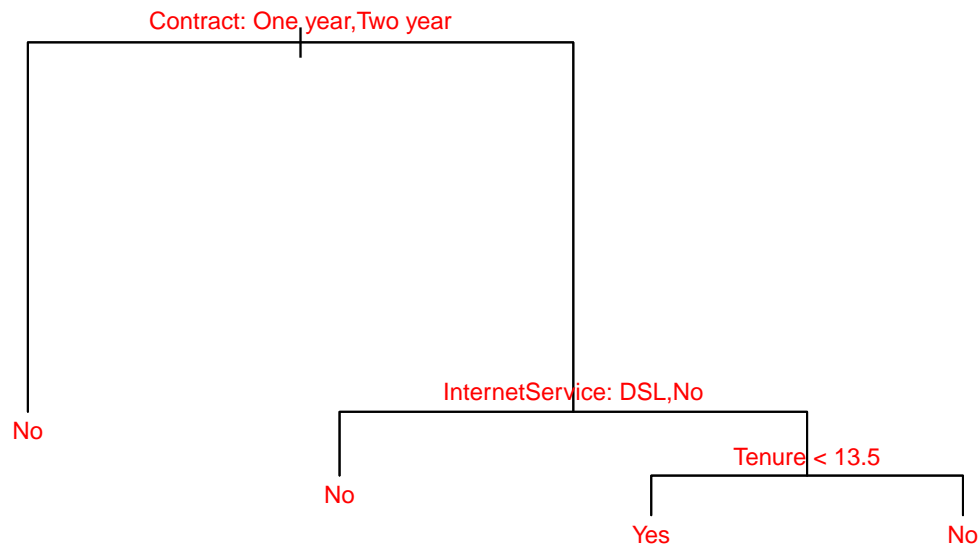 Contract: One year,Two year
InternetService: DSL,No
No
Tenure < 13.5
No
Yes
No